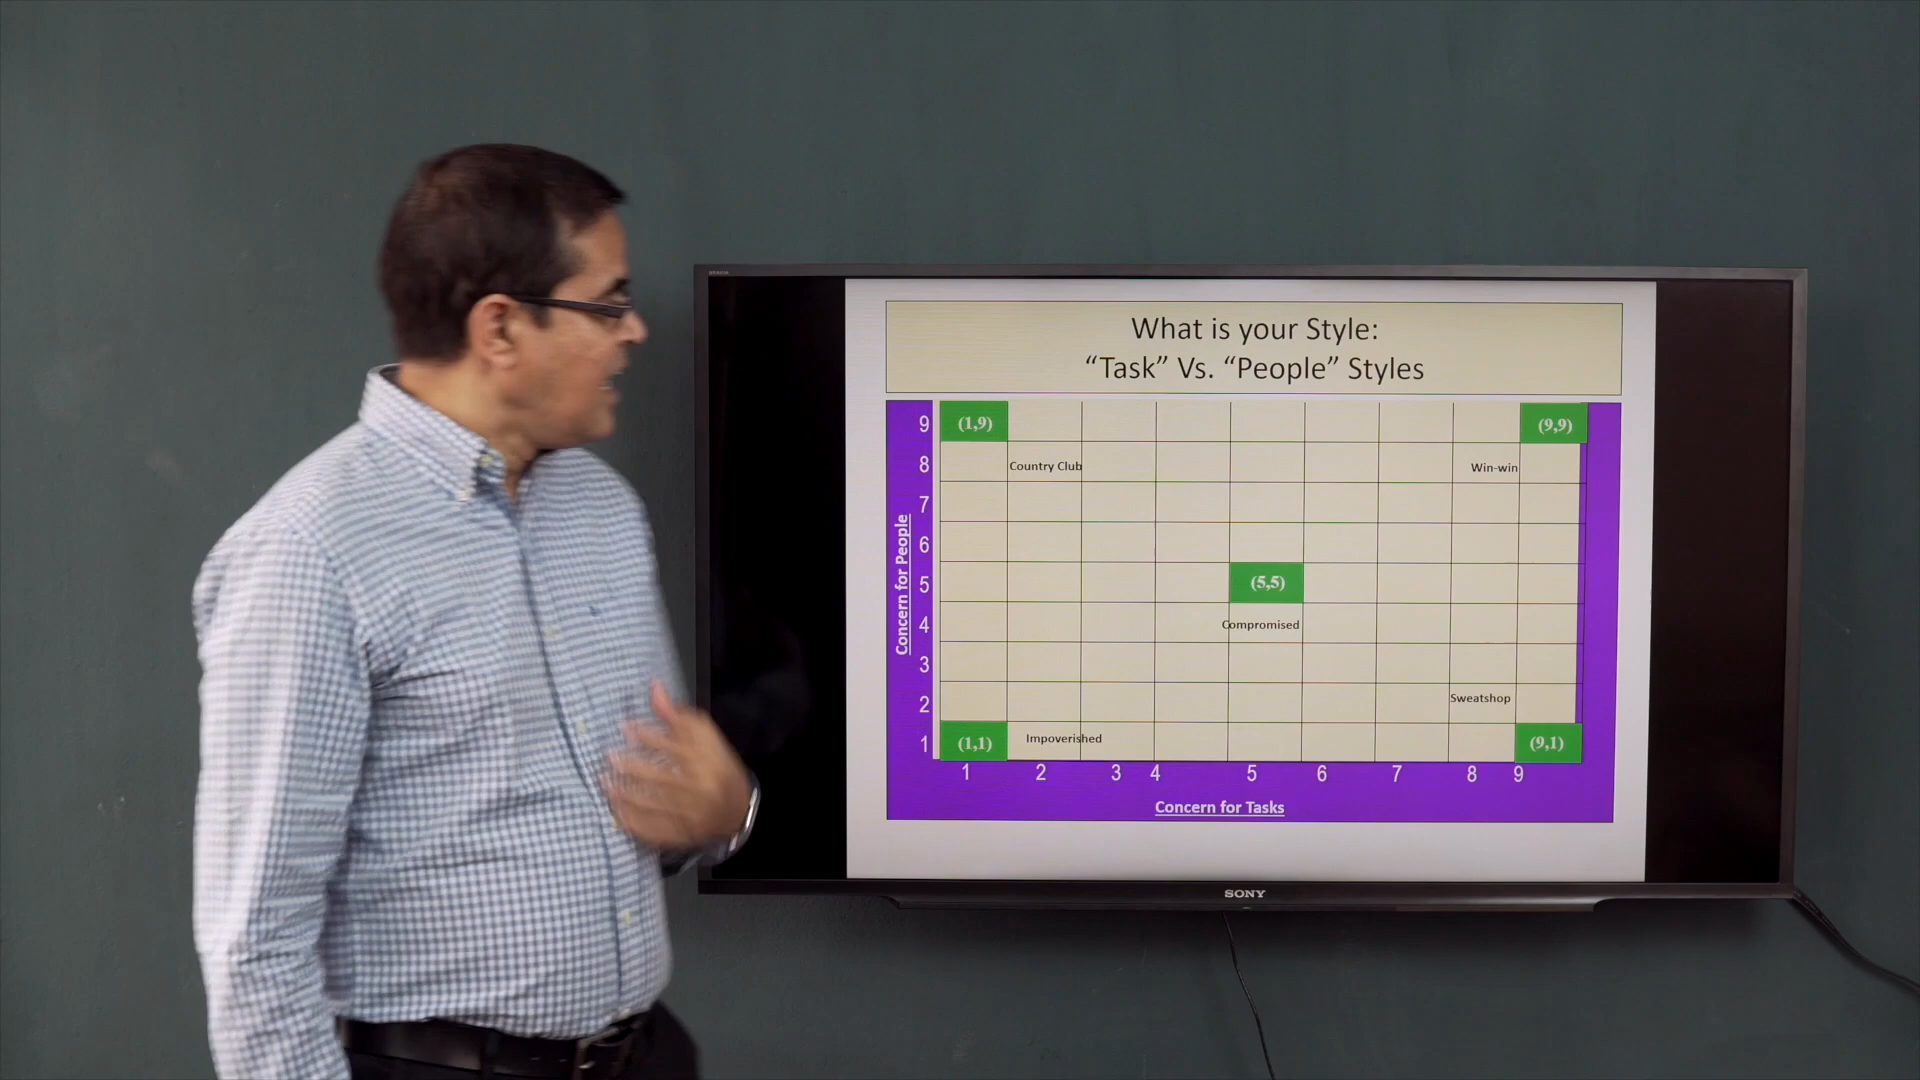 BRAVIA
What is your Style:
“Task” Vs. “People” Styles
Concern for People
9
8
7
6
5
4
3
2
1
(1,9)
(9,9)
Country Club
Win-win
(5,5)
Compromised
Sweatshop
(1,1)
Impoverished
(9,1)
1 2 3 4 5 6 7 8 9
Concern for Tasks
SONY